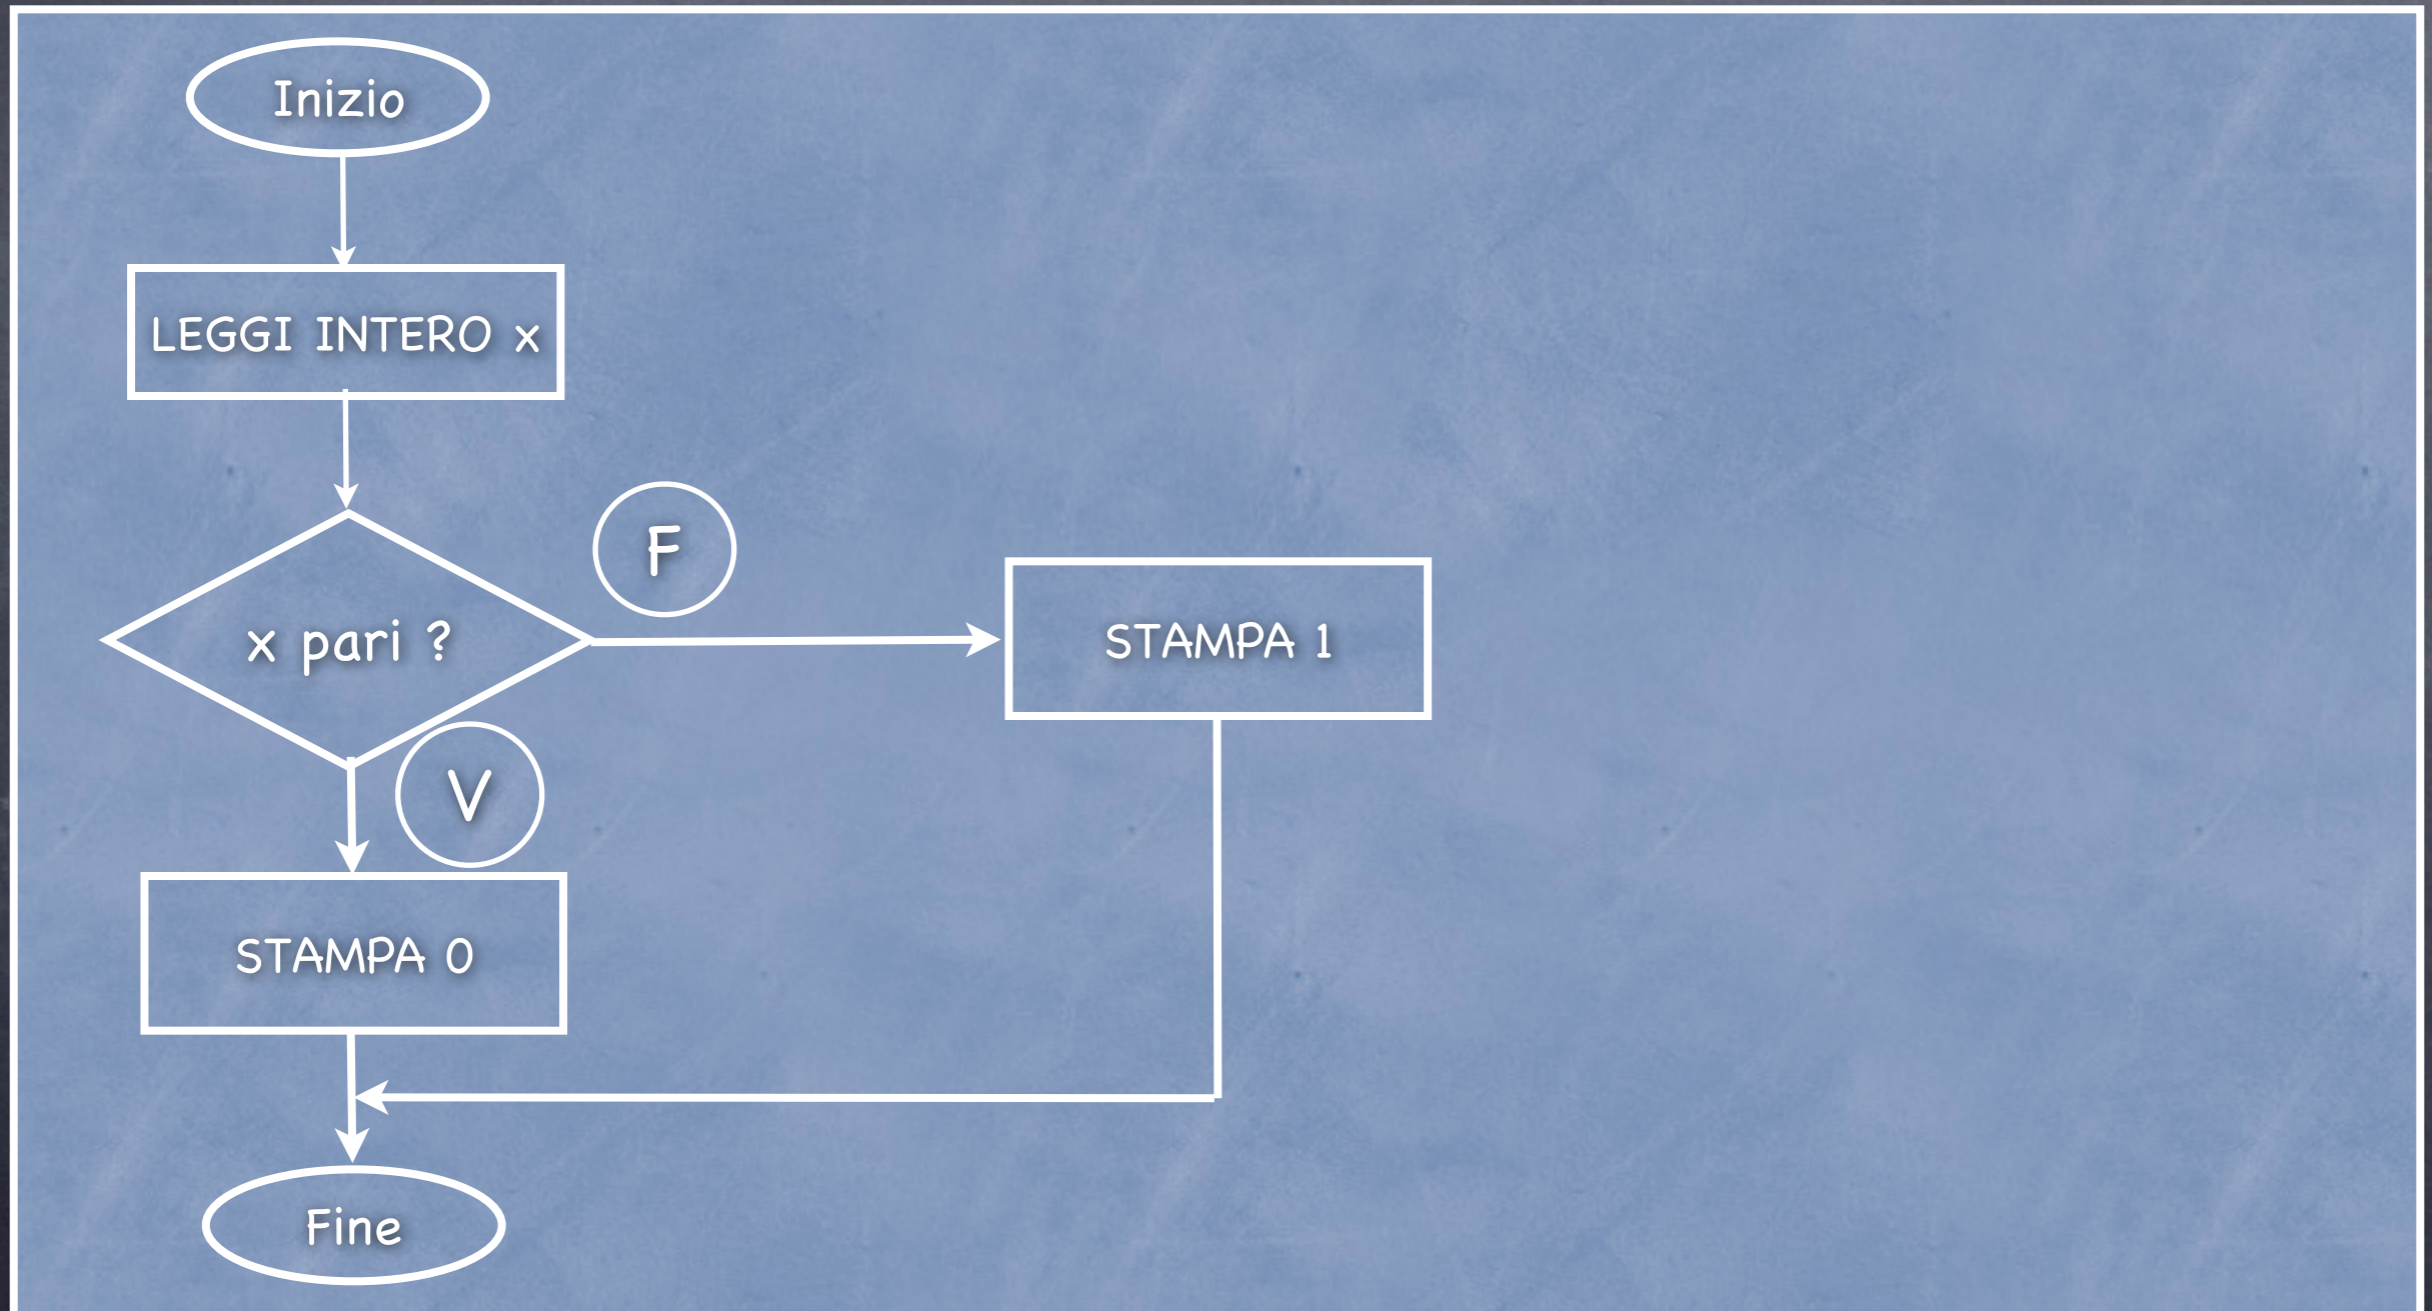 Inizio
LEGGI INTERO x
F
x pari ?
STAMPA 1
V
STAMPA 0
Fine